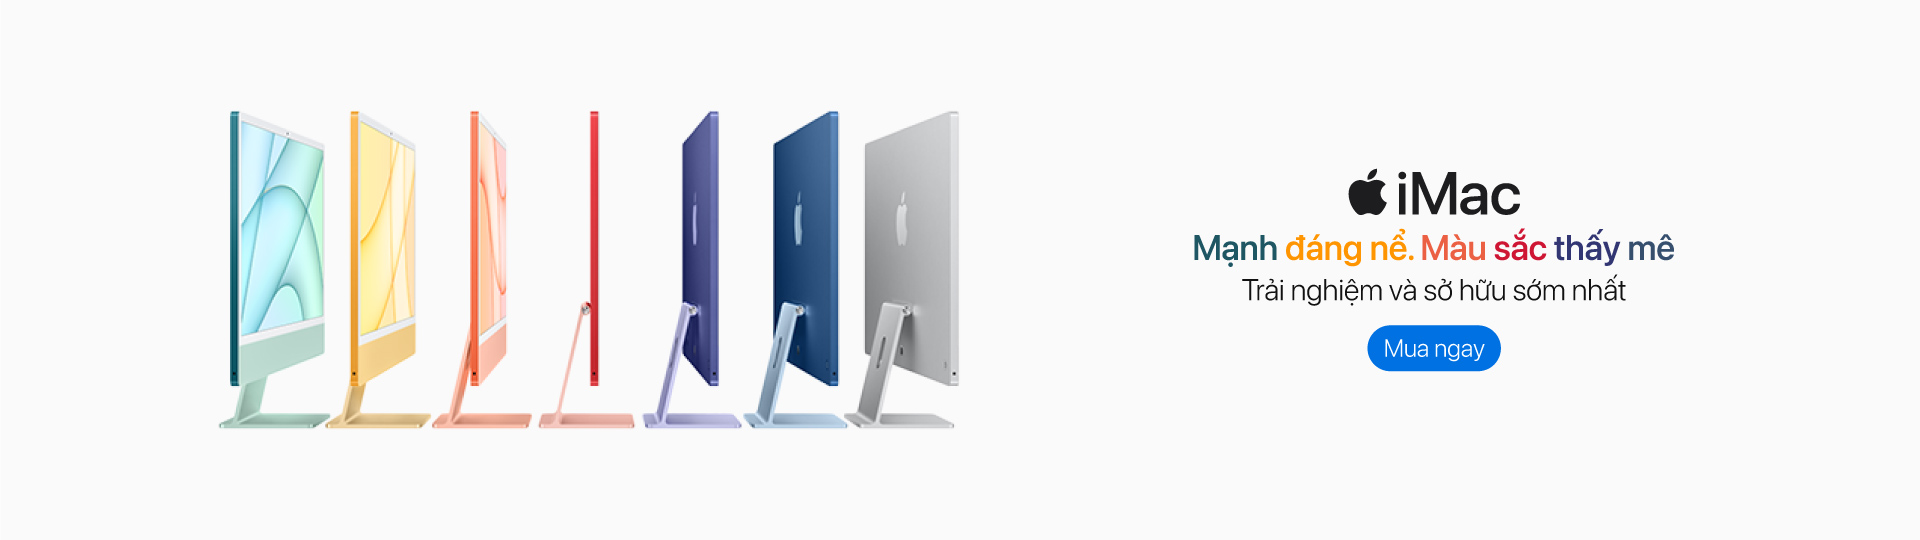 iMac
Mạnh đáng nể. Màu sắc thấy mê
Trải nghiệm và sở hữu sớm nhất
Mua ngay